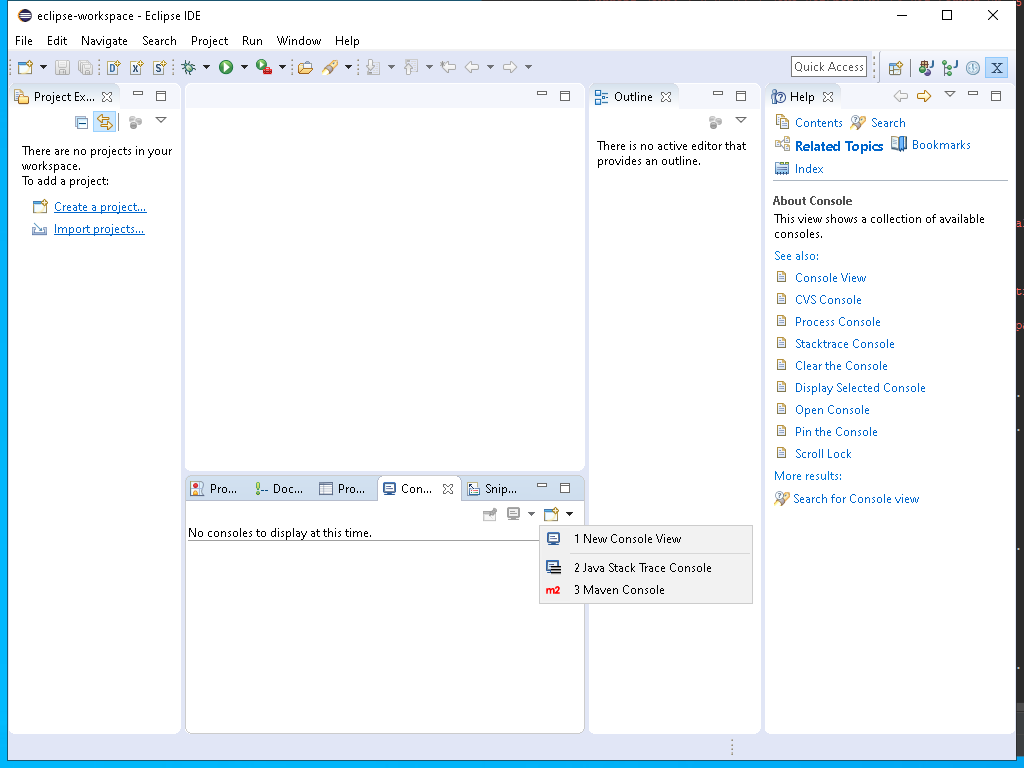 eclipse-workspace - Eclipse IDE
File Edit Navigate Search Project Run Window Help
Quick Access
Project Ex...
There are no projects in your
workspace.
To add a project:
Create a project...
Import projects...
Outline
There is no active editor that
provides an outline.
Help
Contents Search
Related Topics Bookmarks
Index
About Console
This view shows a collection of available
consoles.
See also:
Console View
CVS Console
Process Console
Stacktrace Console
Clear the Console
Display Selected Console
Open Console
Pin the Console
Scroll Lock
More results:
Search for Console view
Pro... Doc... Pro... Con... Snip...
No consoles to display at this time.
1 New Console View
2 Java Stack Trace Console
m2 3 Maven Console